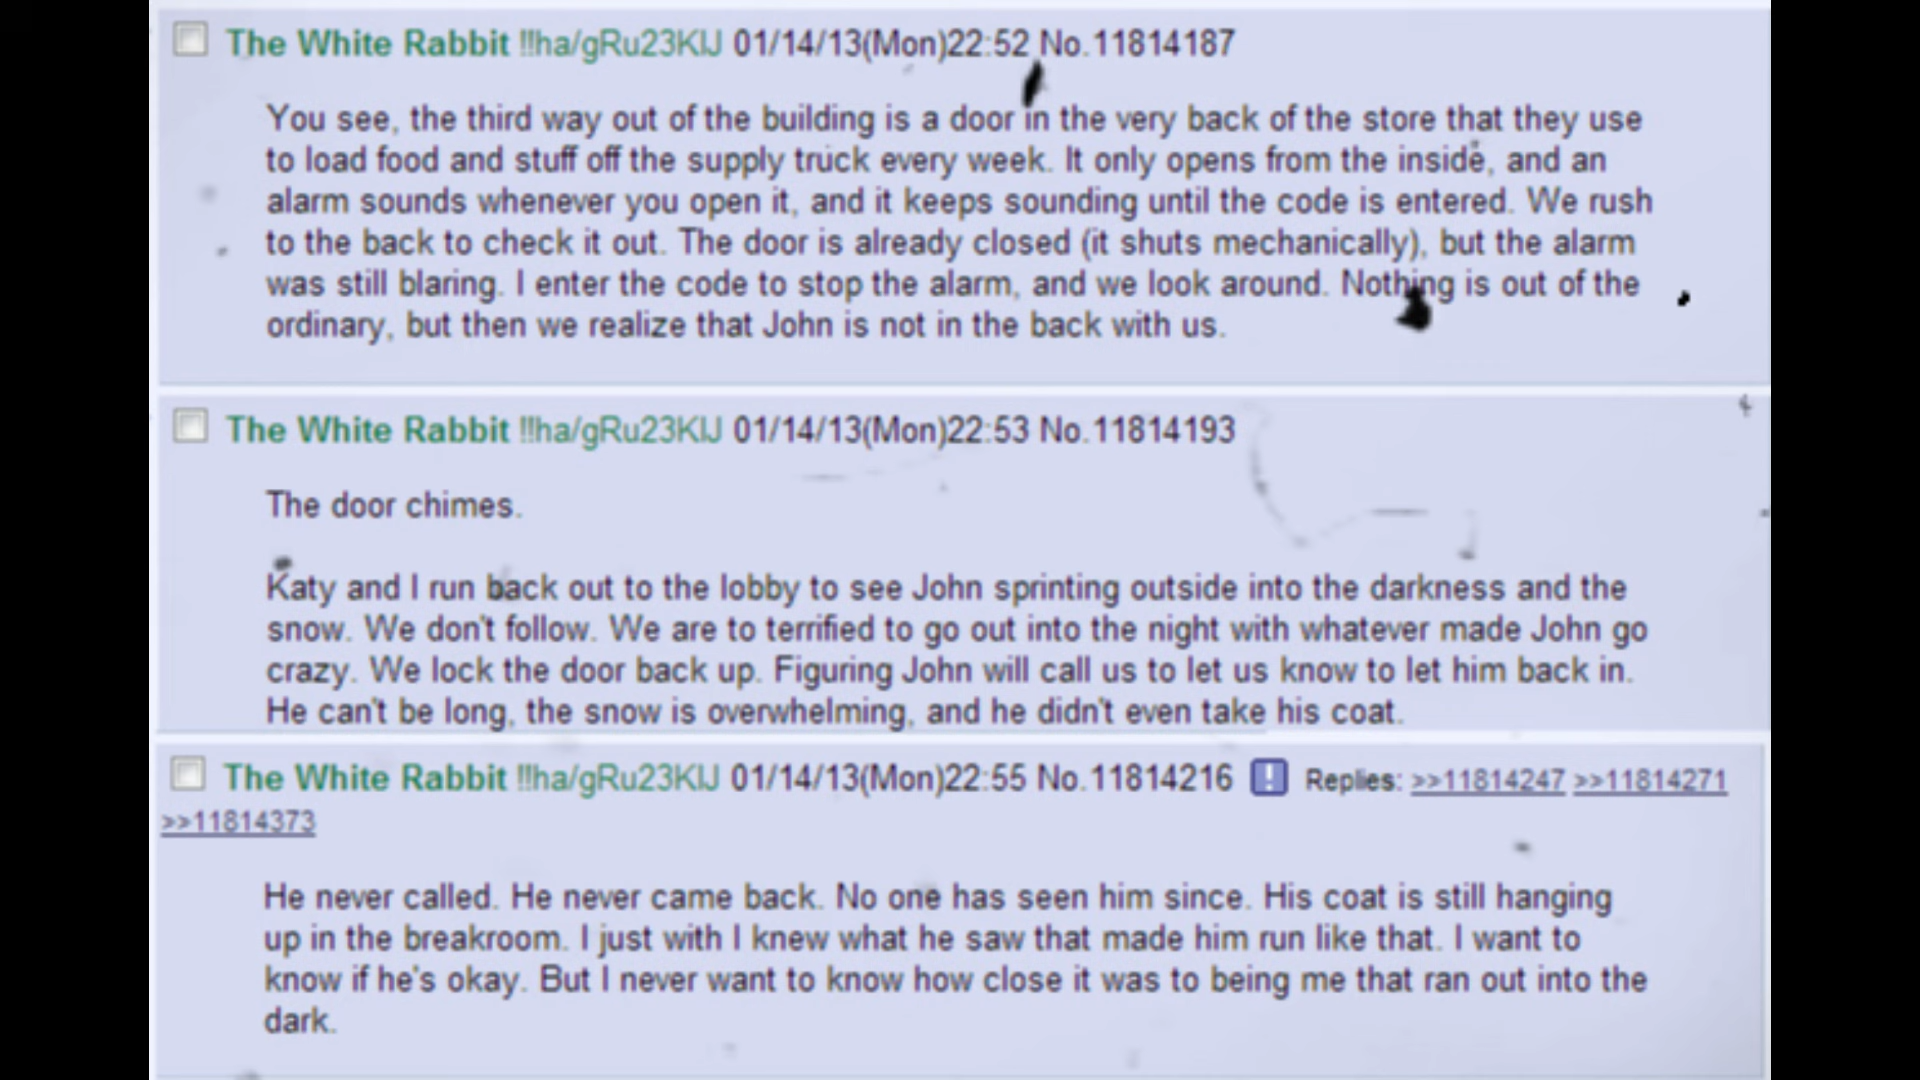 The White Rabbit !!ha/gRu23KlJ 01/14/13(Mon)22:52 No.11814187
You see, the third way out of the building is a door in the very back of the store that they use
to load food and stuff off the supply truck every week. It only opens from the inside, and an
alarm sounds whenever you open it, and it keeps sounding until the code is entered. We rush
to the back to check it out. The door is already closed (it shuts mechanically), but the alarm
was still blaring. I enter the code to stop the alarm, and we look around. Nothing is out of the
ordinary, but then we realize that John is not in the back with us.
The White Rabbit !!ha/gRu23KlJ 01/14/13(Mon)22:53 No.11814193
The door chimes.
Katy and I run back out to the lobby to see John sprinting outside into the darkness and the
snow. We don't follow. We are to terrified to go out into the night with whatever made John go
crazy. We lock the door back up. Figuring John will call us to let us know to let him back in.
He can't be long, the snow is overwhelming, and he didn't even take his coat.
The White Rabbit !!ha/gRu23KlJ 01/14/13(Mon)22:55 No.11814216 ! Replies: >>11814247 >>11814271
>>11814373
He never called. He never came back. No one has seen him since. His coat is still hanging
up in the breakroom. I just with I knew what he saw that made him run like that. I want to
know if he's okay. But I never want to know how close it was to being me that ran out into the
dark.